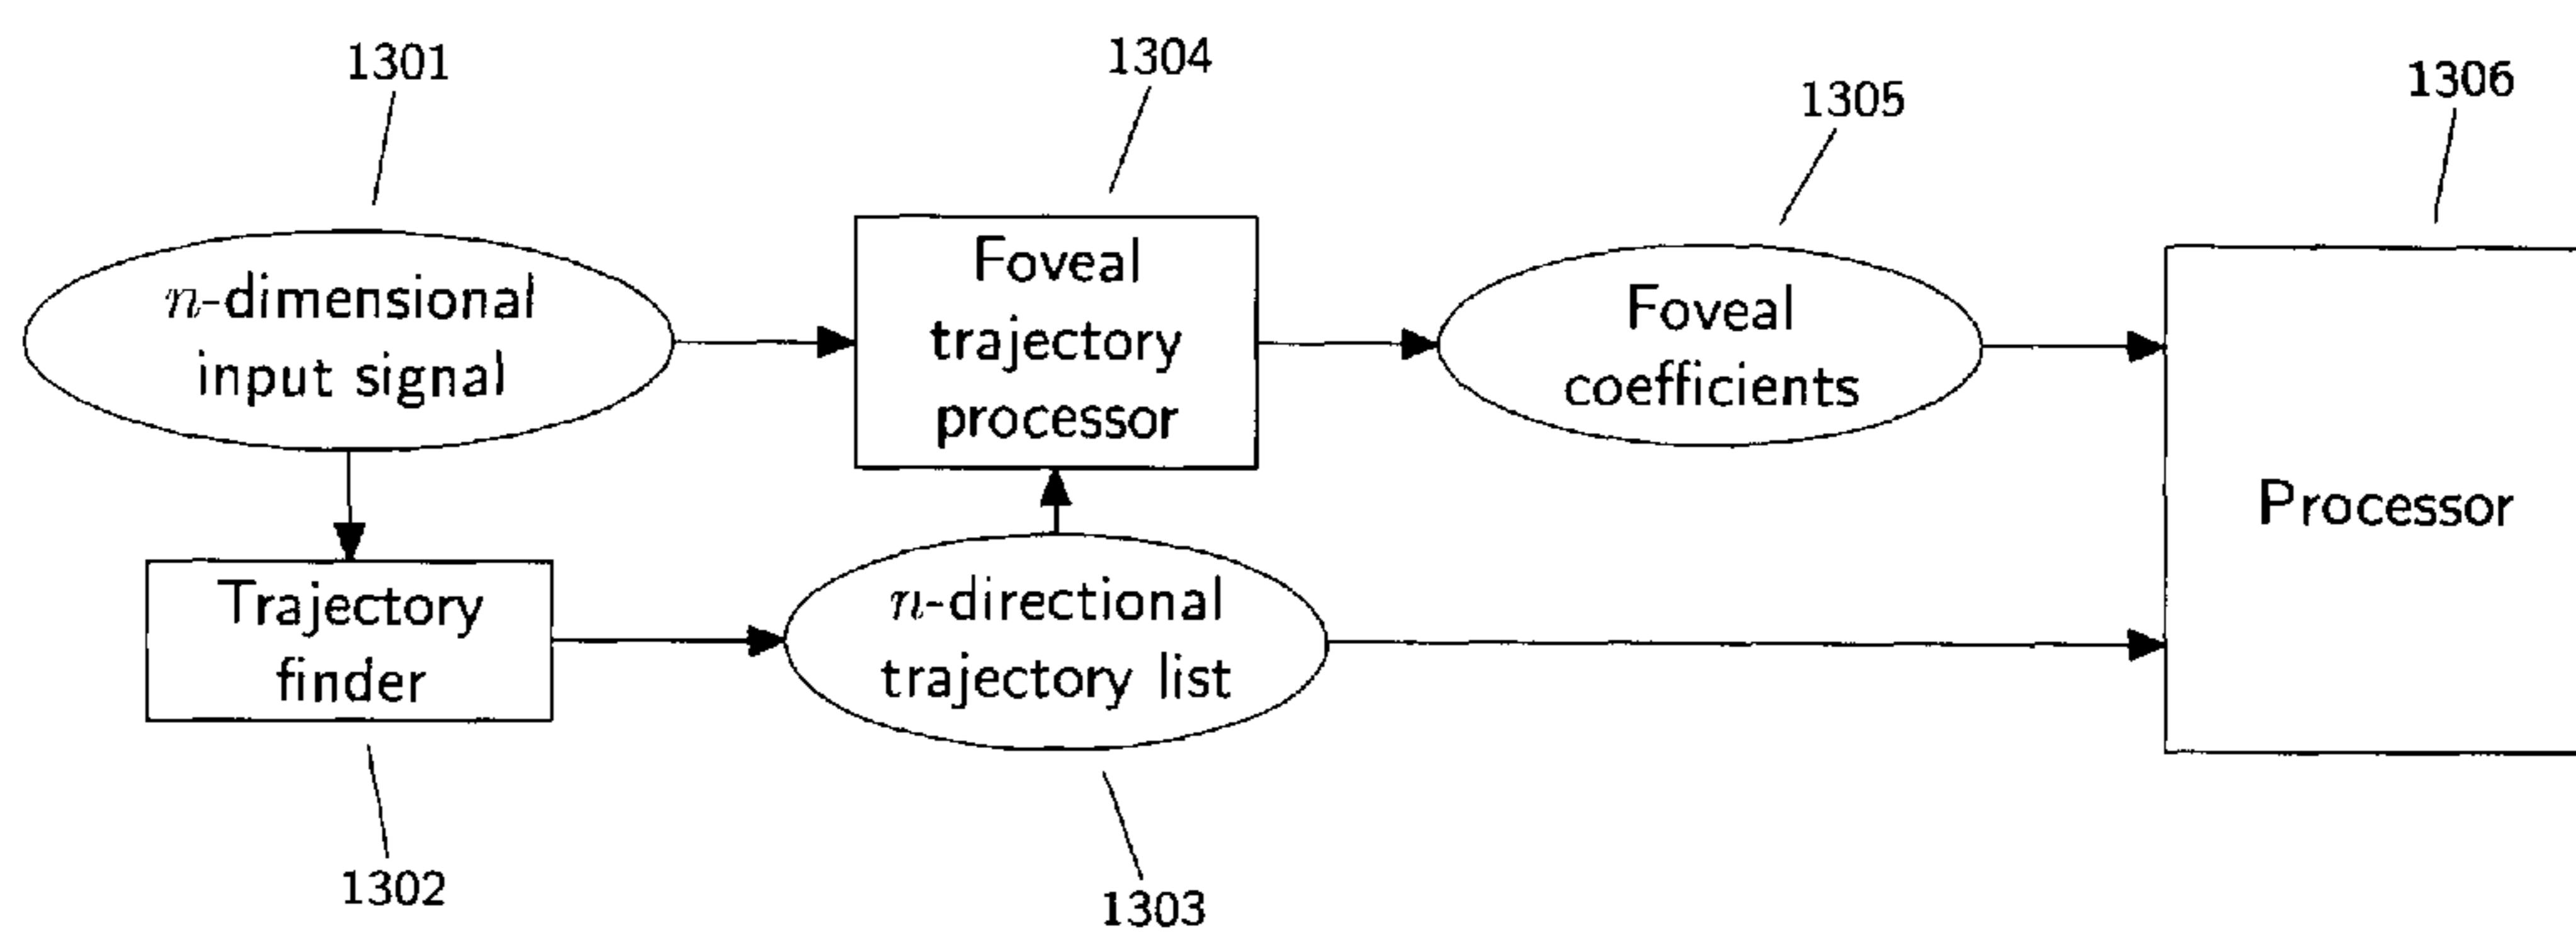 1301
1304
1305
1306
n-dimensional
input signal
Foveal
trajectory
processor
Foveal
coefficients
Processor
Trajectory
finder
n-directional
trajectory list
1302
1303